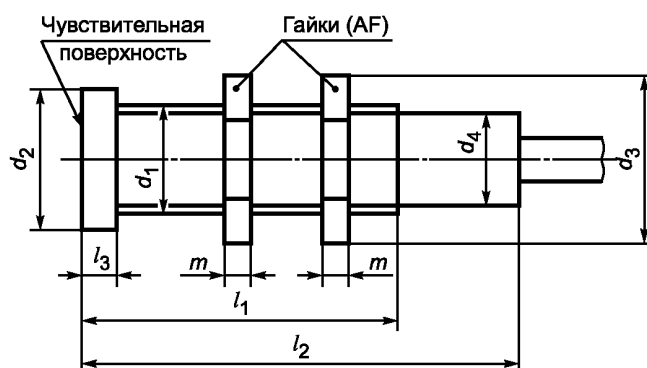 Чувствительная
поверхность
Гайки (AF)
d2
d1
d4
d3
l3
m
m
l1
l2